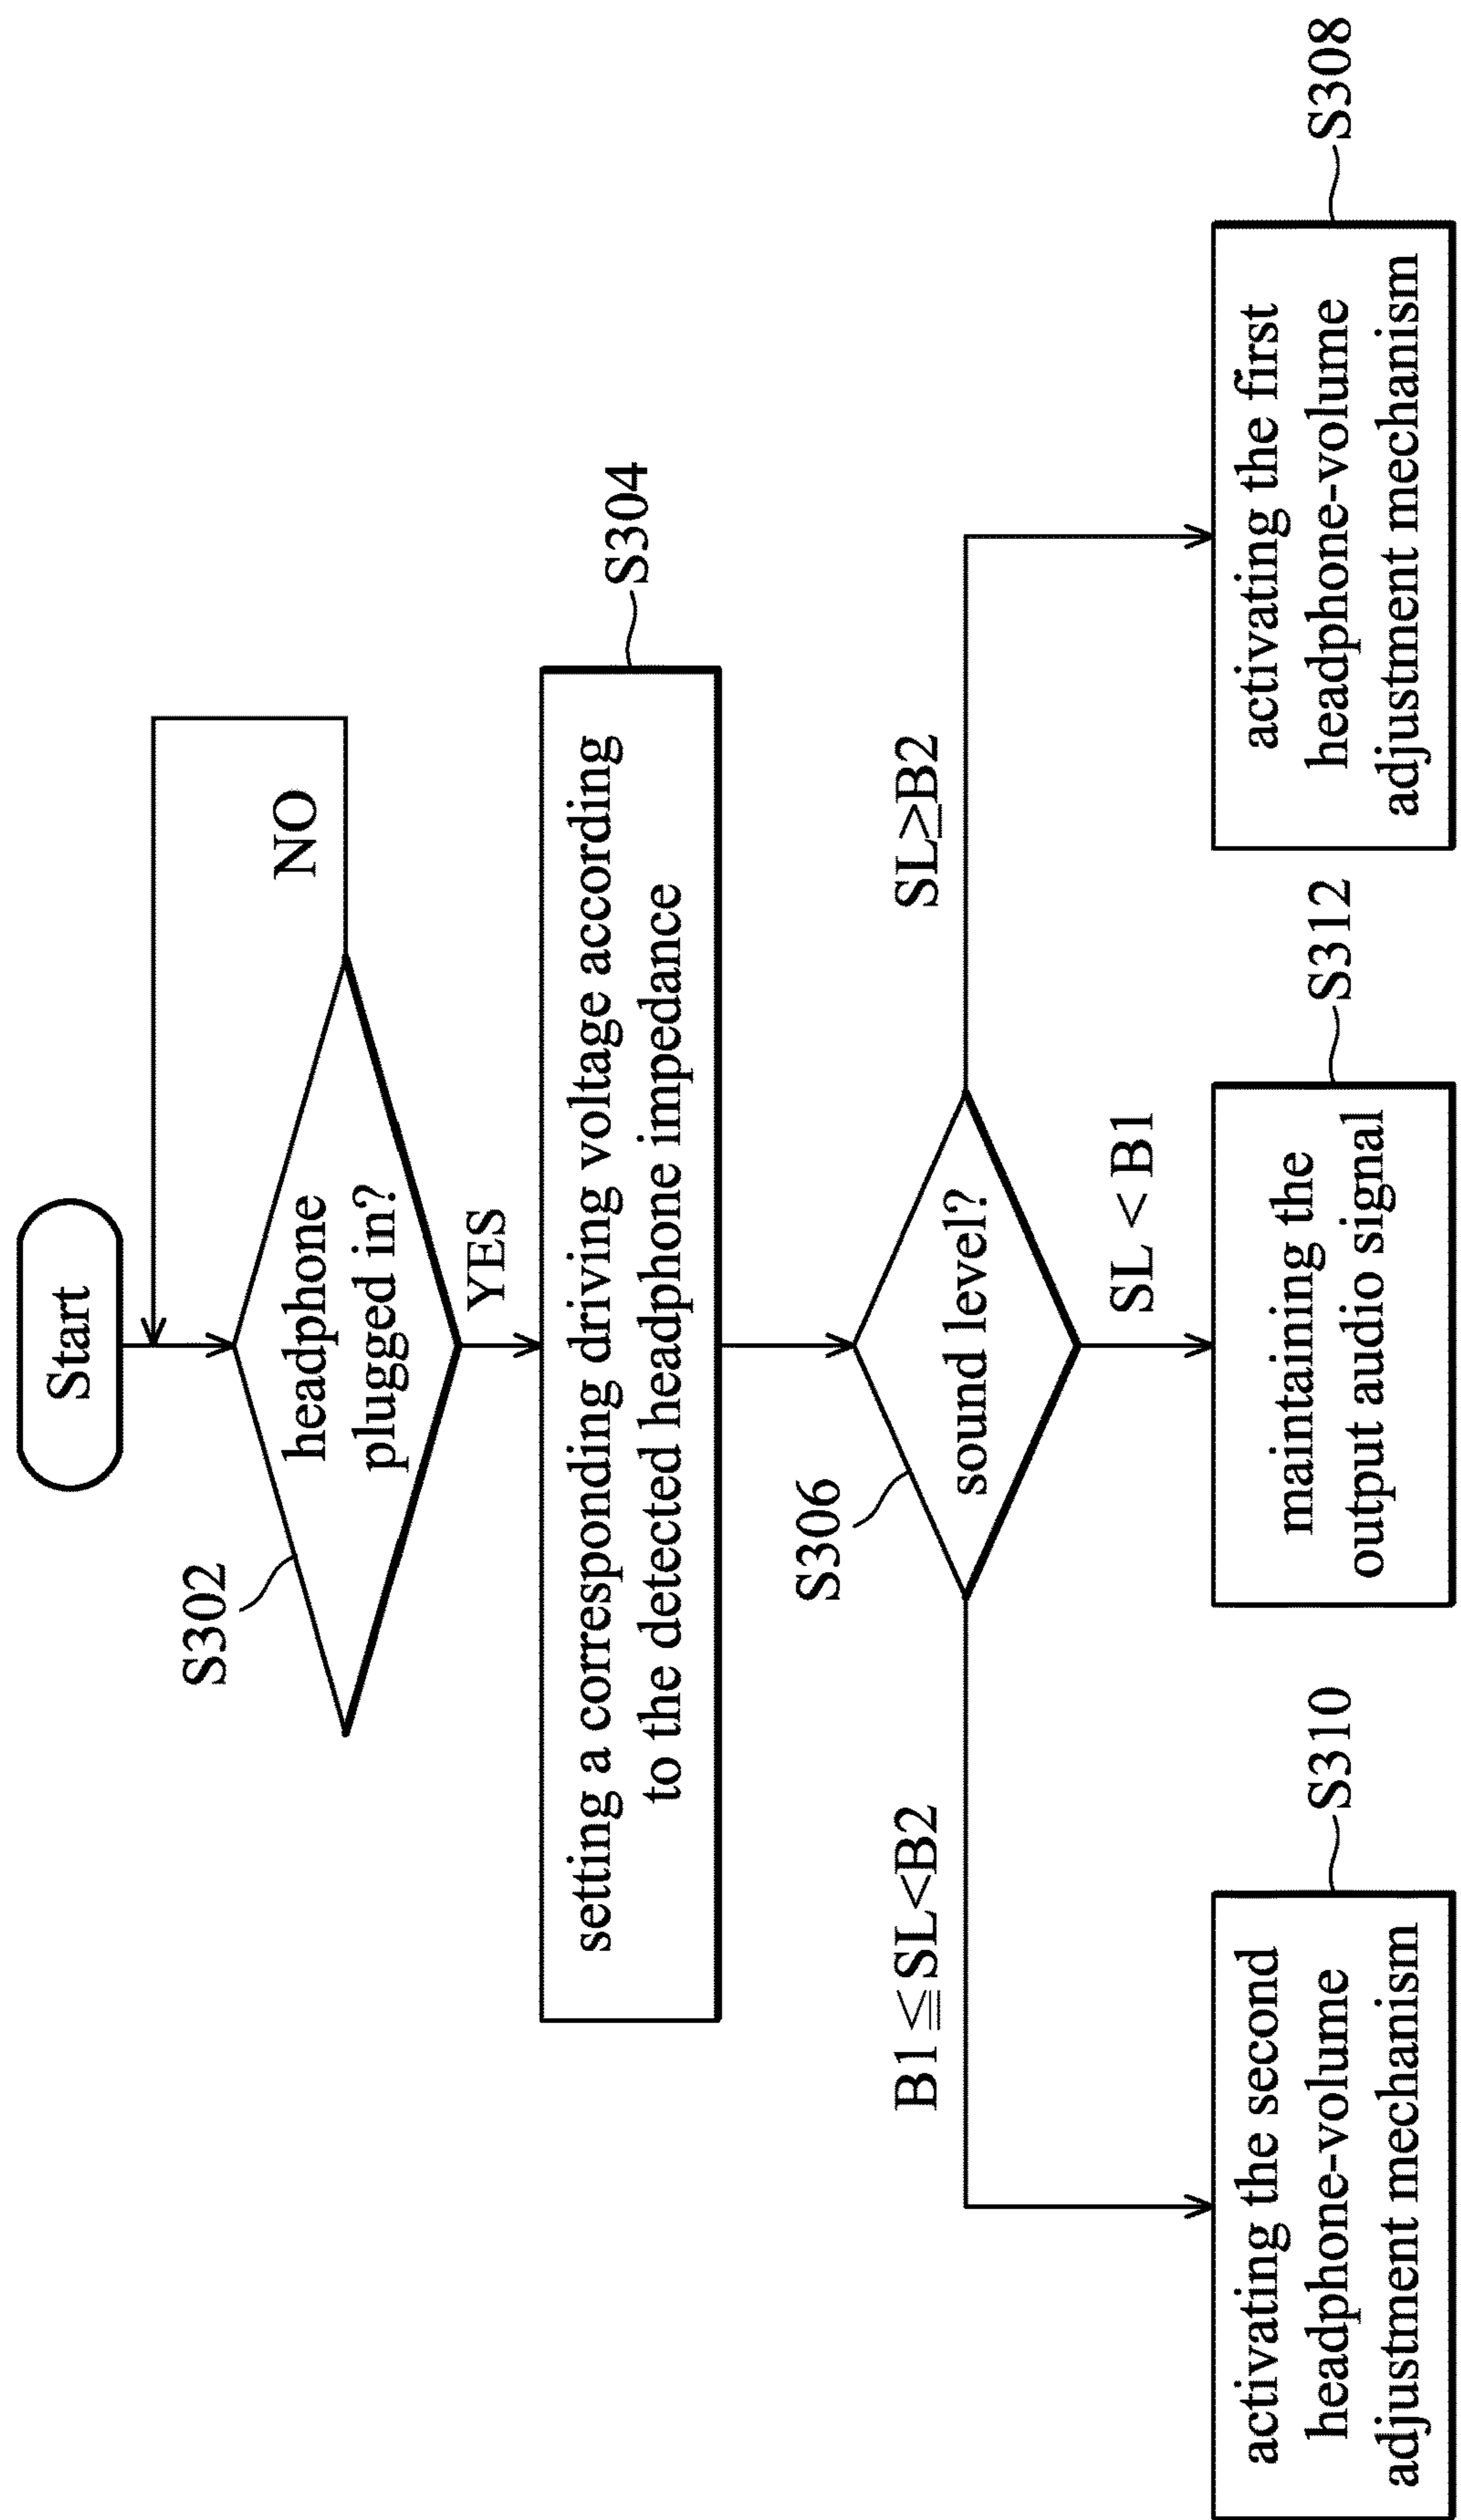 Start
S302
headphone
plugged in?
NO
YES
S304
setting a corresponding driving voltage according
to the detected headphone impedance
S306
sound level?
B1≦SL<B2
SL≥B2
SL < B1
S310
activating the second
headphone-volume
adjustment mechanism
S312
maintaining the
output audio signal
S308
activating the first
headphone-volume
adjustment mechanism